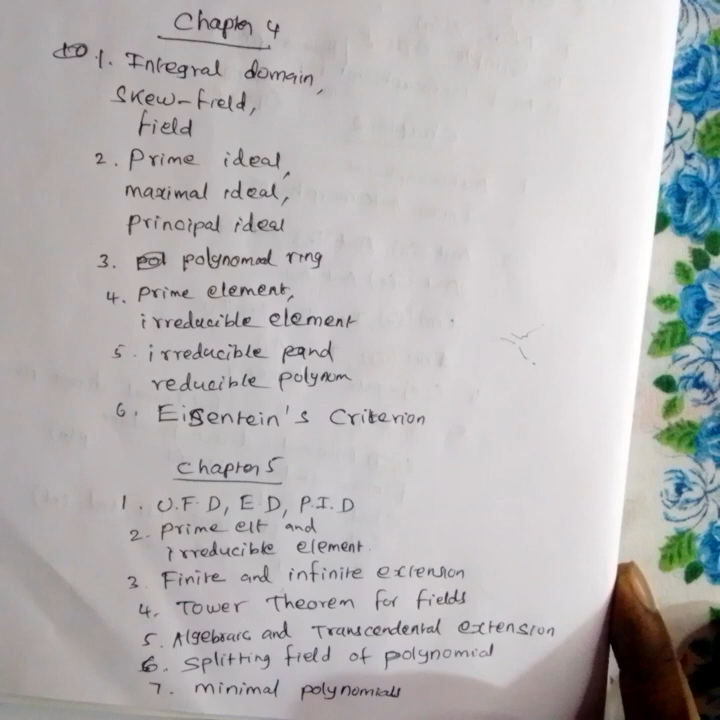 Chapter 4
1. Integral domain,
Skew-field,
field
2. Prime ideal,
maximal ideal,
principal ideal
3. polynomal ring
4. prime element,
irreducible element
5. irreducible and
reducible polynom
6. Eisentein's Criterion
Chapter 5
1. U.F.D, E.D, P.I.D
2. prime elt and
irreducible element.
3. Finite and infinite extension
4. Tower Theorem for fields
5. Algebraic and Transcendental extension
6. Splitting field of polynomial
7. minimal polynomials